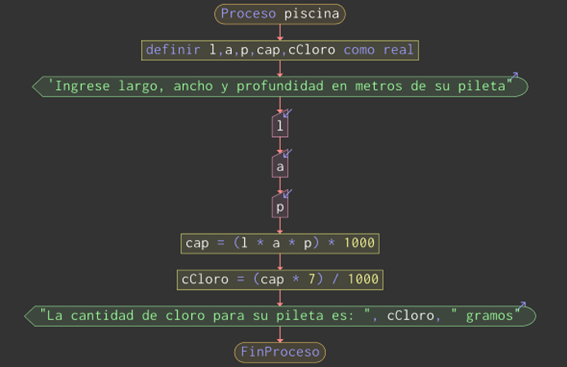 Proceso piscina
definir l,a,p,cap,cCloro como real
'Ingrese largo, ancho y profundidad en metros de su pileta"
l
a
p
cap = (l * a * p) * 1000
cCloro = (cap * 7) / 1000
"La cantidad de cloro para su pileta es: ", cCloro, " gramos"
FinProceso